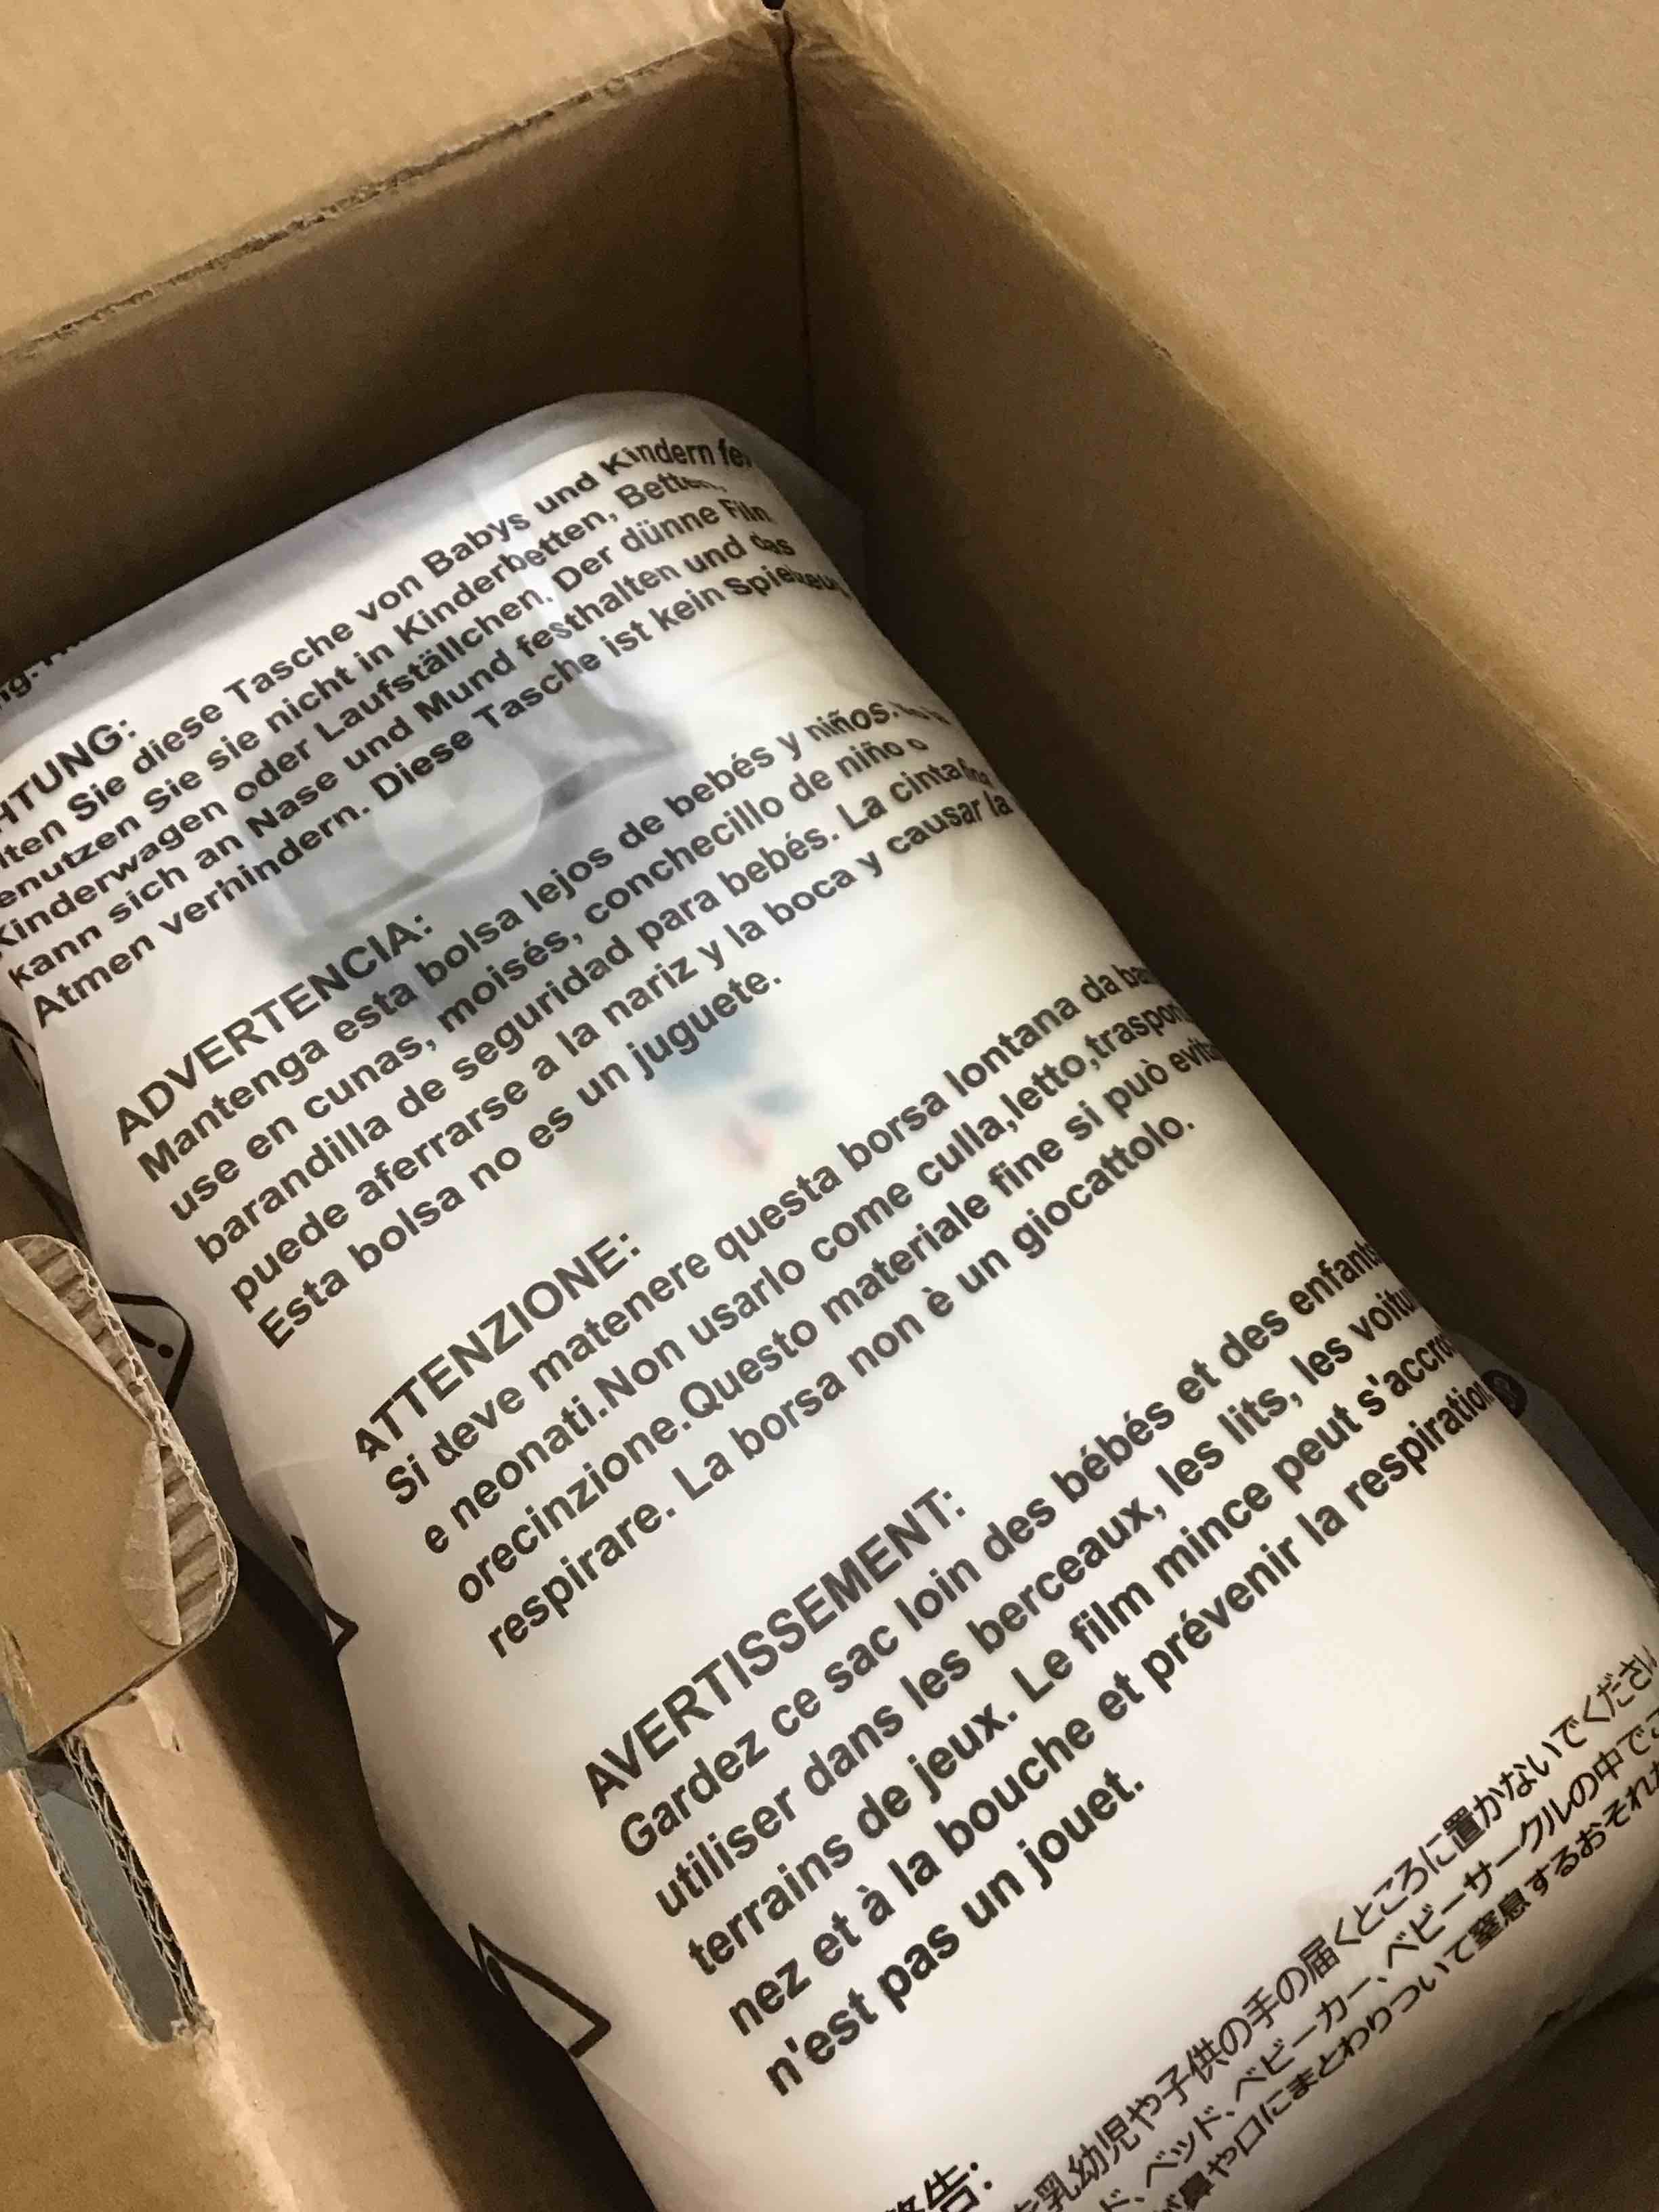 HTUNG:
lten Sie diese Tasche von Babys und Kindern fe
enutzen Sie sie nicht in Kinderbetten, Betten,
Kinderwagen oder Laufställchen. Der dünne Film
kann sich an Nase und Mund festhalten und das
Atmen verhindern. Diese Tasche ist kein Spielzeug
ADVERTENCIA:
Mantenga esta bolsa lejos de bebés y niños. No la
use en cunas, moisés, conchecillo de niño o
barandilla de seguridad para bebés. La cinta fina
puede aferrarse a la nariz y la boca y causar la
Esta bolsa no es un juguete.
ATTENZIONE:
Si deve matenere questa borsa lontana da ba
e neonati.Non usarlo come culla,letto,traspor
orecinzione.Questo materiale fine si può evita
respirare. La borsa non è un giocattolo.
AVERTISSEMENT:
Gardez ce sac loin des bébés et des enfants
utiliser dans les berceaux, les lits, les voitu
terrains de jeux. Le film mince peut s'accro
nez et à la bouche et prévenir la respiration
n'est pas un jouet.
警告:
乳幼児や子供の手の届くところに置かないでください
ド、ベッド、ベビーカー、ベビーサークルの中でご
が鼻や口にまとわりついて窒息するおそれ